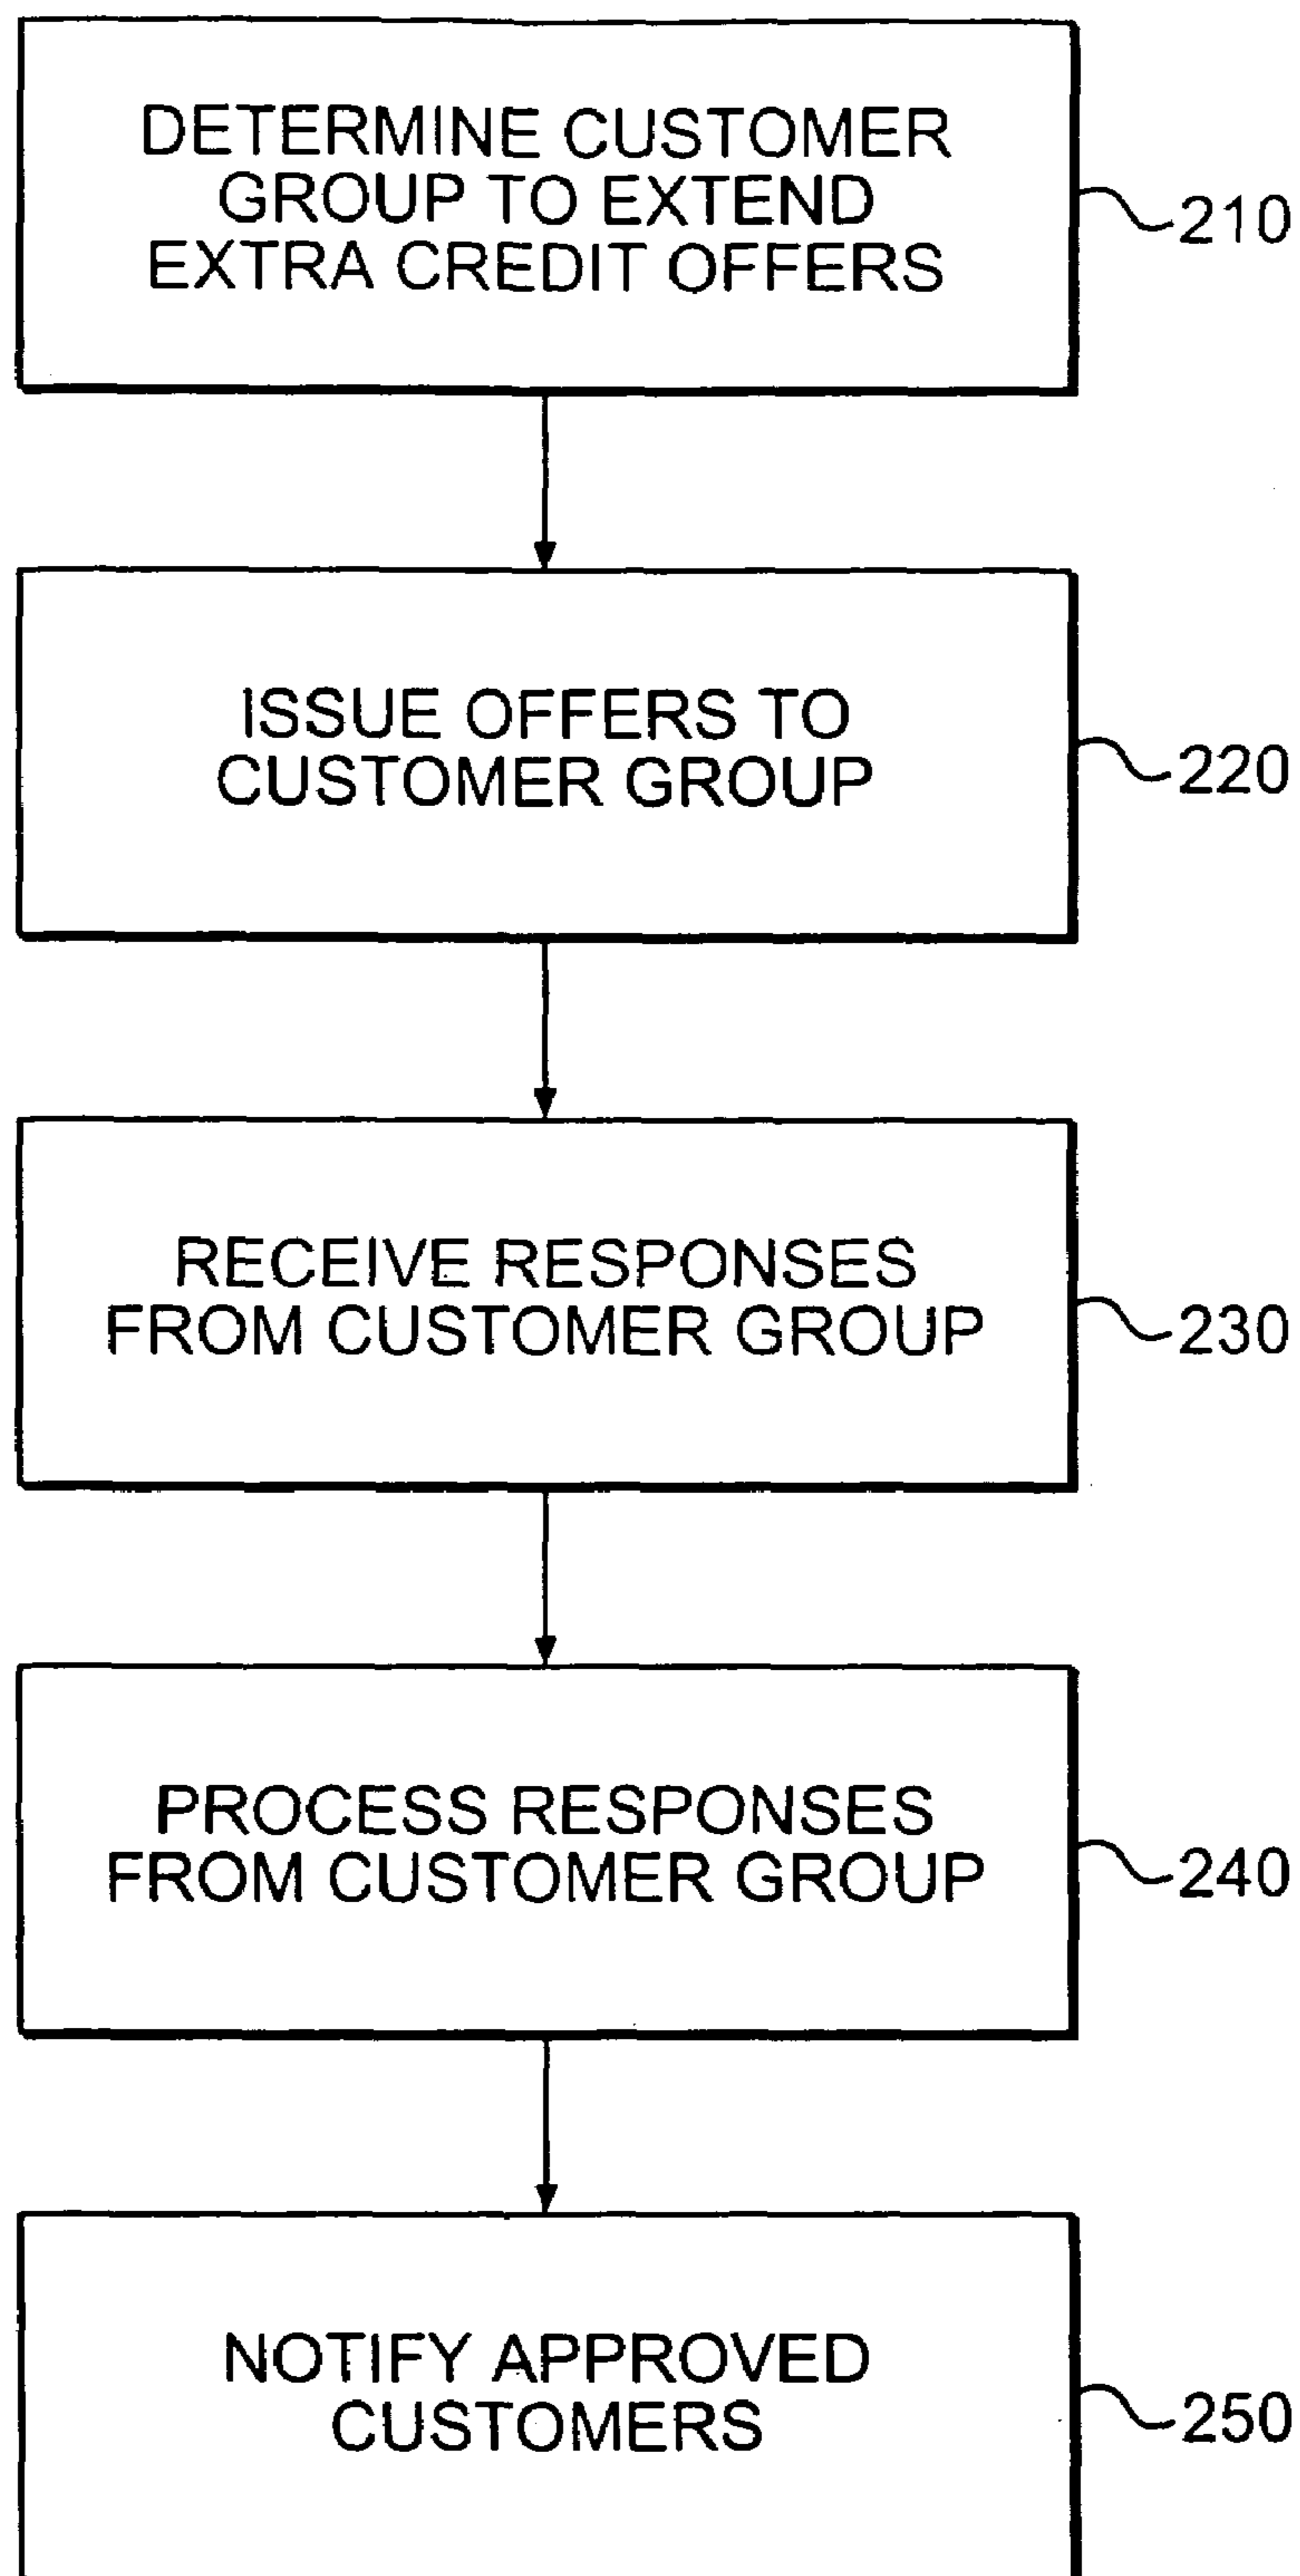 DETERMINE CUSTOMER
GROUP TO EXTEND
EXTRA CREDIT OFFERS
210
ISSUE OFFERS TO
CUSTOMER GROUP
220
RECEIVE RESPONSES
FROM CUSTOMER GROUP
230
PROCESS RESPONSES
FROM CUSTOMER GROUP
240
NOTIFY APPROVED
CUSTOMERS
250